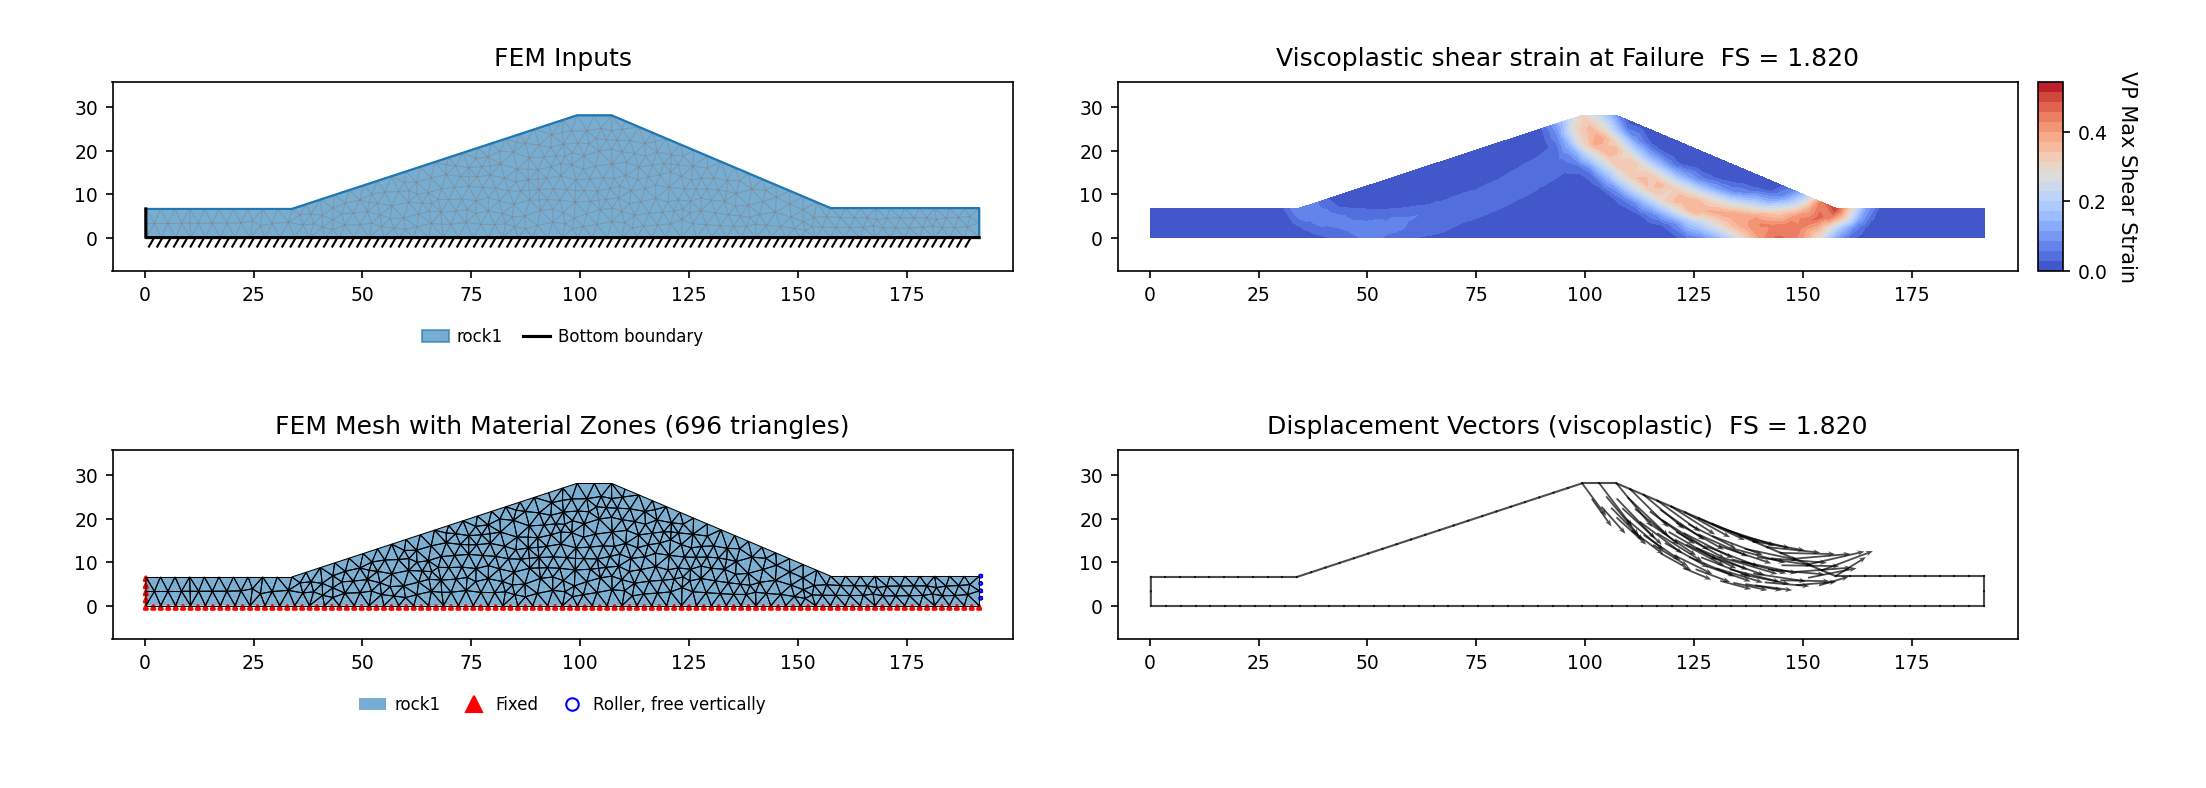 FEM Inputs
30
20
10
0
0 25 50 75 100 125 150 175
rock1 Bottom boundary
Viscoplastic shear strain at Failure FS = 1.820
30
20
10
0
0 25 50 75 100 125 150 175
0.4
0.2
0.0
VP Max Shear Strain
FEM Mesh with Material Zones (696 triangles)
30
20
10
0
0 25 50 75 100 125 150 175
rock1 Fixed Roller, free vertically
Displacement Vectors (viscoplastic) FS = 1.820
30
20
10
0
0 25 50 75 100 125 150 175